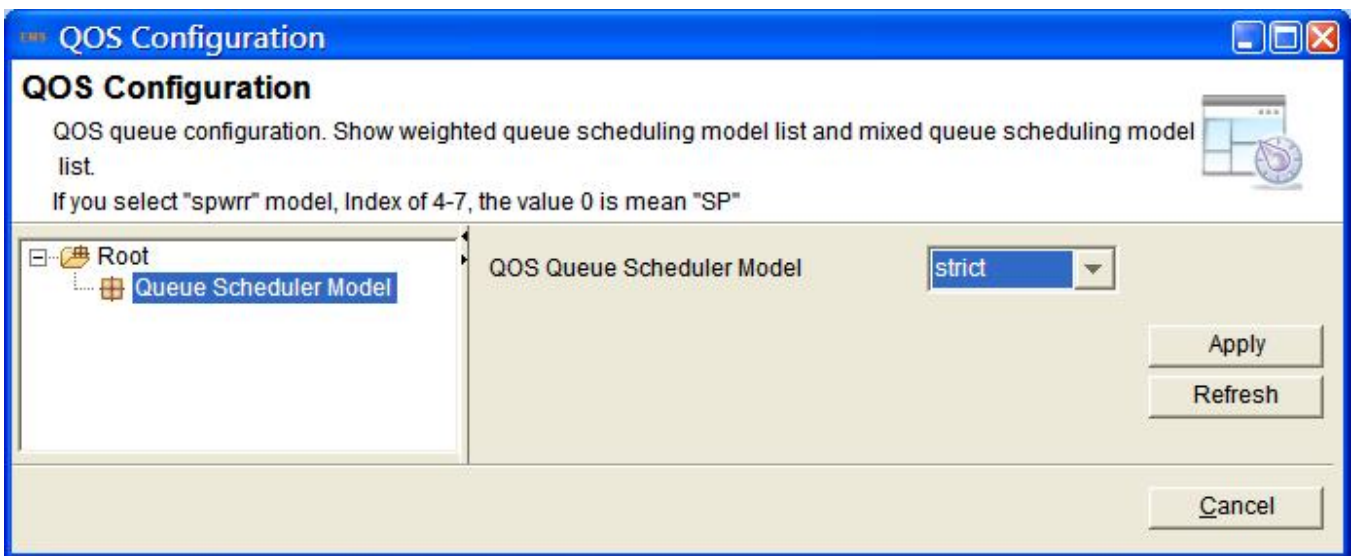 EMS QOS Configuration
QOS Configuration
QOS queue configuration. Show weighted queue scheduling model list and mixed queue scheduling model
list.
If you select "spwrr" model, Index of 4-7, the value 0 is mean "SP"
Root
Queue Scheduler Model
QOS Queue Scheduler Model
strict
Apply
Refresh
Cancel